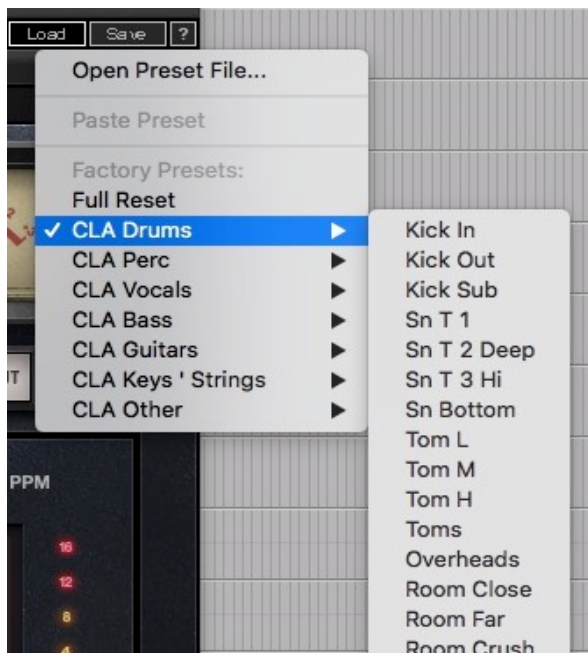 Load Save ?
Open Preset File...
Paste Preset
Factory Presets:
Full Reset
✓ CLA Drums ▶
CLA Perc ▶
CLA Vocals ▶
CLA Bass ▶
CLA Guitars ▶
CLA Keys ' Strings ▶
CLA Other ▶
Kick In
Kick Out
Kick Sub
Sn T 1
Sn T 2 Deep
Sn T 3 Hi
Sn Bottom
Tom L
Tom M
Tom H
Toms
Overheads
Room Close
Room Far
Room Crush
PPM
16
12
8
4